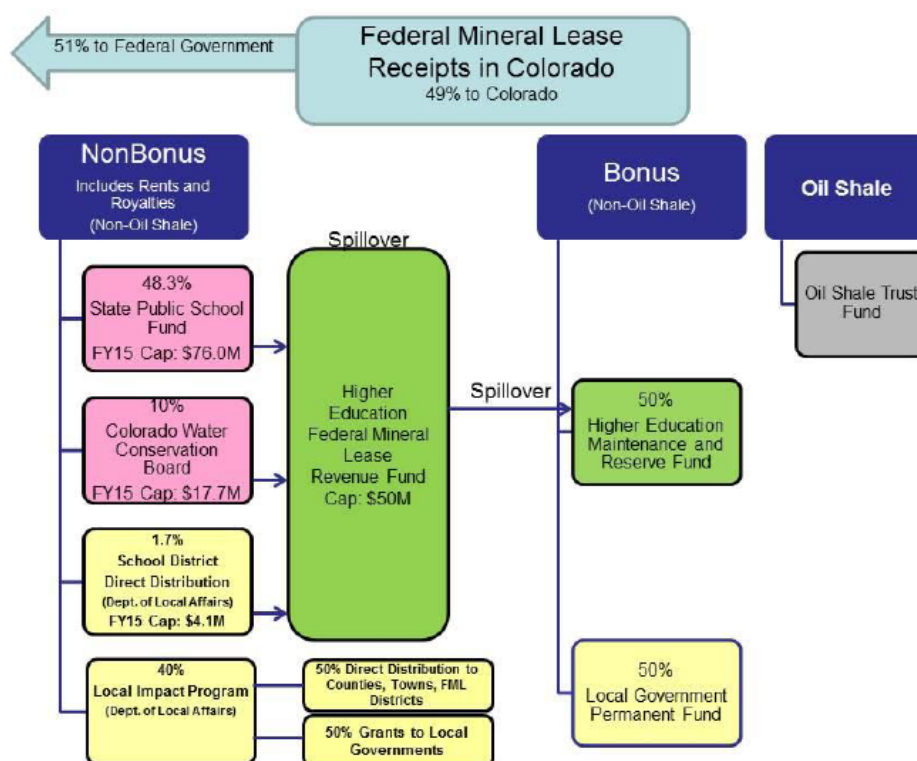 51% to Federal Government
Federal Mineral Lease
Receipts in Colorado
49% to Colorado
NonBonus
Includes Rents and
Royalties
(Non-Oil Shale)
Bonus
(Non-Oil Shale)
Oil Shale
Spillover
48.3%
State Public School
Fund
FY15 Cap: $76.0M
10%
Colorado Water
Conservation
Board
FY15 Cap: $17.7M
1.7%
School District
Direct Distribution
(Dept. of Local Affairs)
FY15 Cap: $4.1M
40%
Local Impact Program
(Dept. of Local Affairs)
50% Direct Distribution to
Counties, Towns, FML
Districts
50% Grants to Local
Governments
Higher
Education
Federal Mineral
Lease
Revenue Fund
Cap: $50M
Spillover
50%
Higher Education
Maintenance and
Reserve Fund
50%
Local Government
Permanent Fund
Oil Shale Trust
Fund